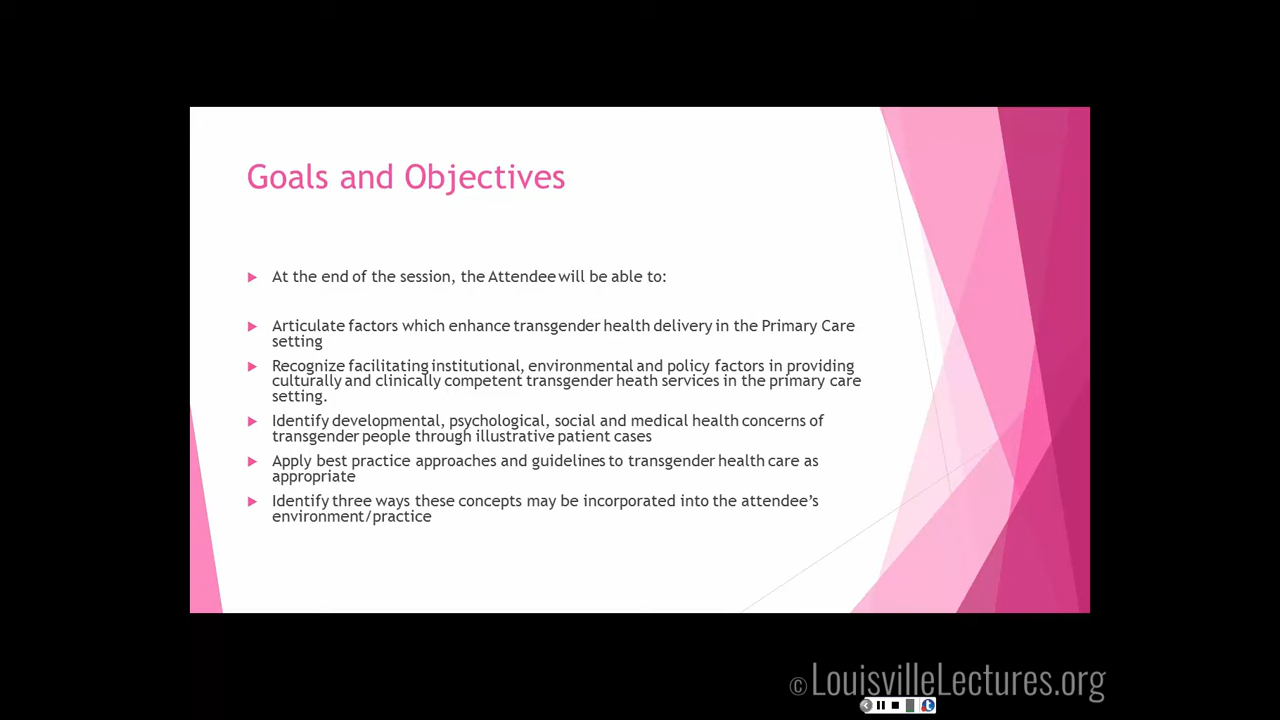 Goals and Objectives
At the end of the session, the Attendee will be able to:
Articulate factors which enhance transgender health delivery in the Primary Care
setting
Recognize facilitating institutional, environmental and policy factors in providing
culturally and clinically competent transgender heath services in the primary care
setting.
Identify developmental, psychological, social and medical health concerns of
transgender people through illustrative patient cases
Apply best practice approaches and guidelines to transgender health care as
appropriate
Identify three ways these concepts may be incorporated into the attendee’s
environment/practice
© LouisvilleLectures.org